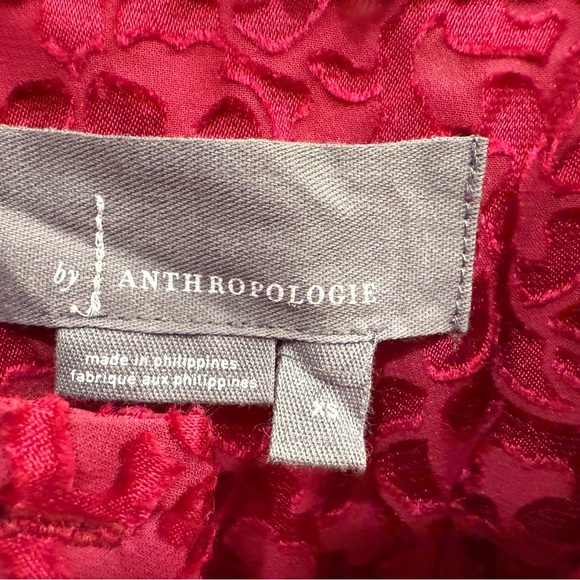 by ANTHROPOLOGIE
made in philippines
fabriqué aux philippines
XS